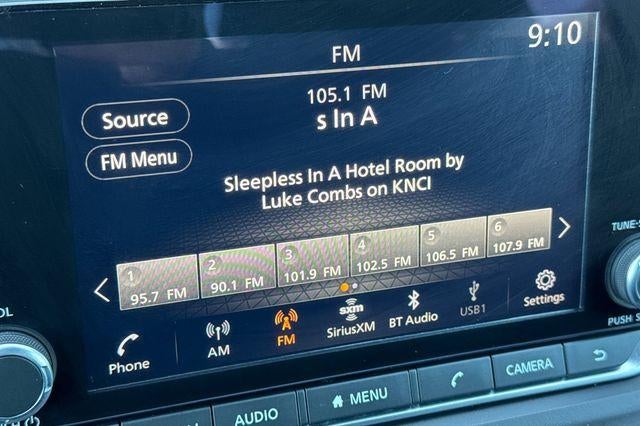 FM
9:10
105.1 FM
s In A
Source
FM Menu
Sleepless In A Hotel Room by
Luke Combs on KNCI
1
95.7 FM
2
90.1 FM
3
101.9 FM
4
102.5 FM
5
106.5 FM
6
107.9 FM
Phone
AM
FM
sxm
SiriusXM
BT Audio
USB1
Settings
TUNE-S
PUSH S
OL
AUDIO
MENU
CAMERA